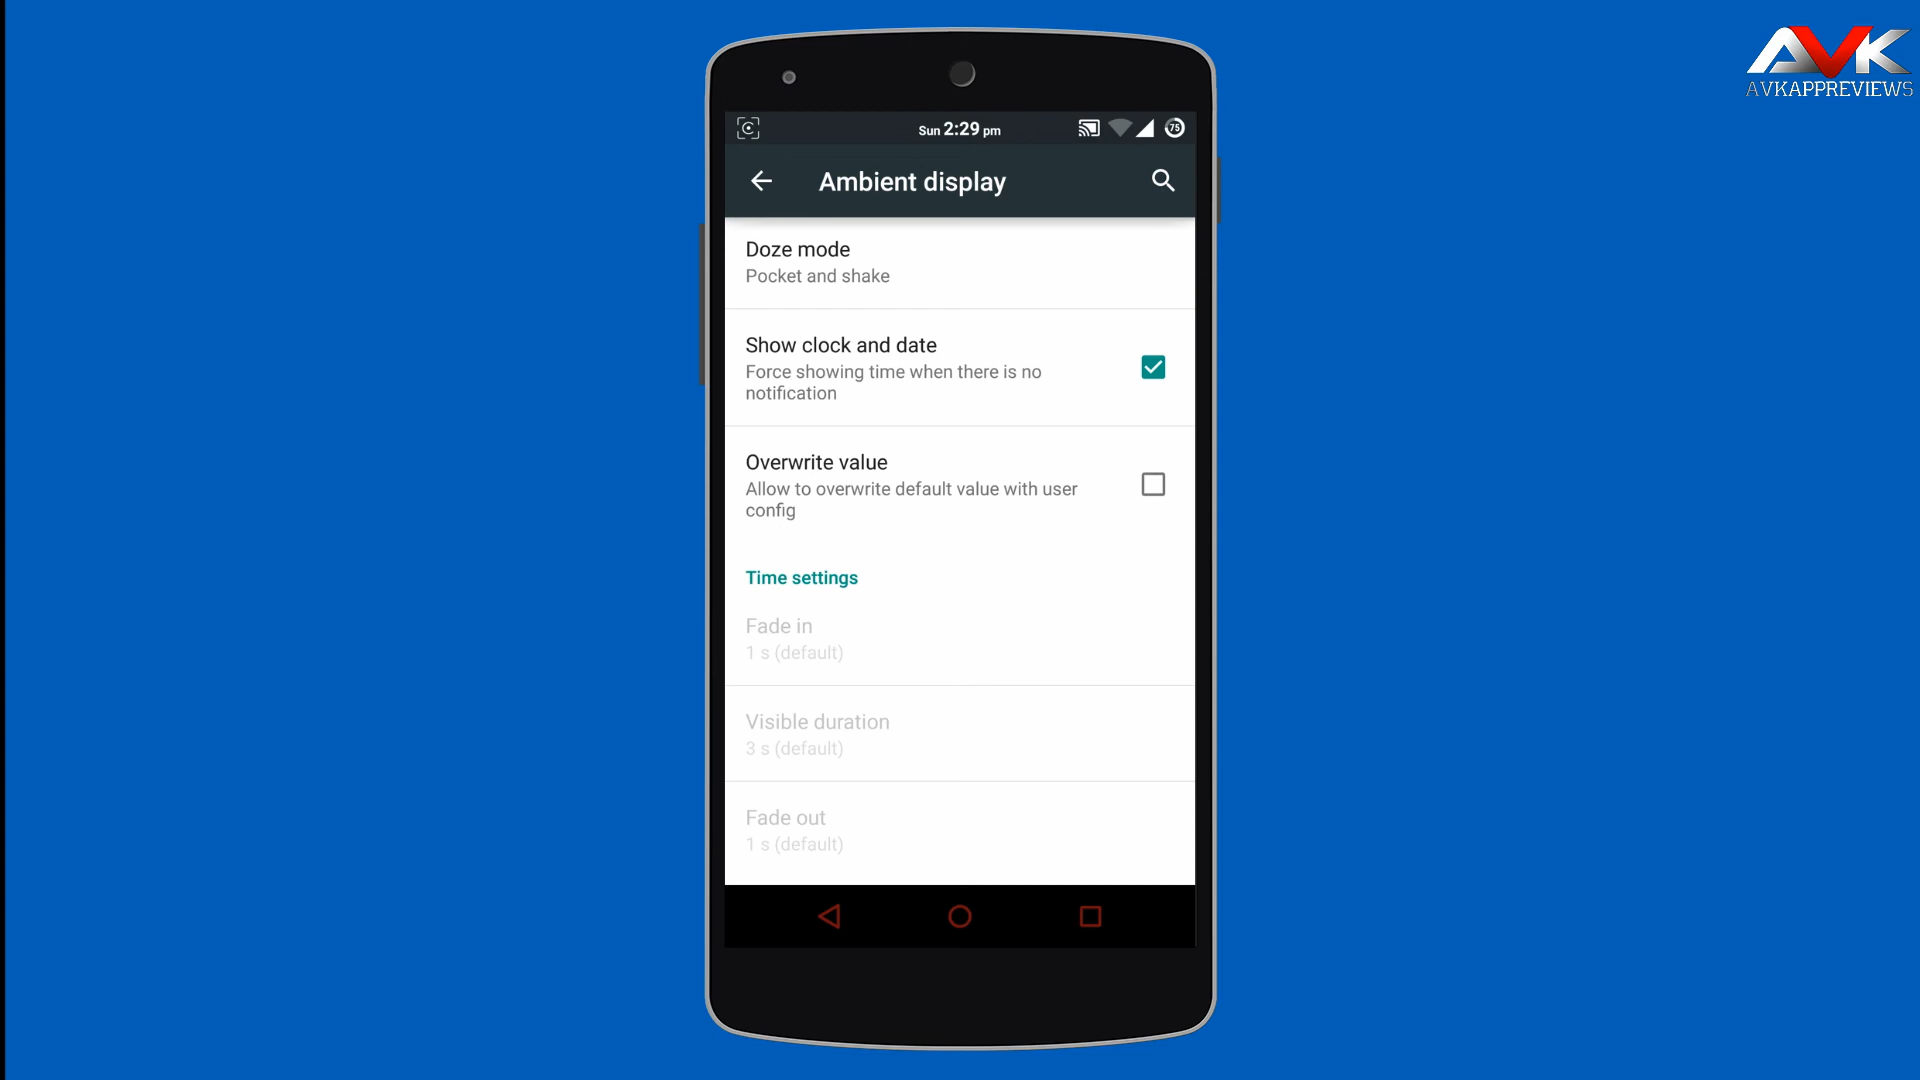 AVK
AVKAPPREVIEWS
Sun 2:29 pm
75
Ambient display
Doze mode
Pocket and shake
Show clock and date
Force showing time when there is no
notification
Overwrite value
Allow to overwrite default value with user
config
Time settings
Fade in
1 s (default)
Visible duration
3 s (default)
Fade out
1 s (default)